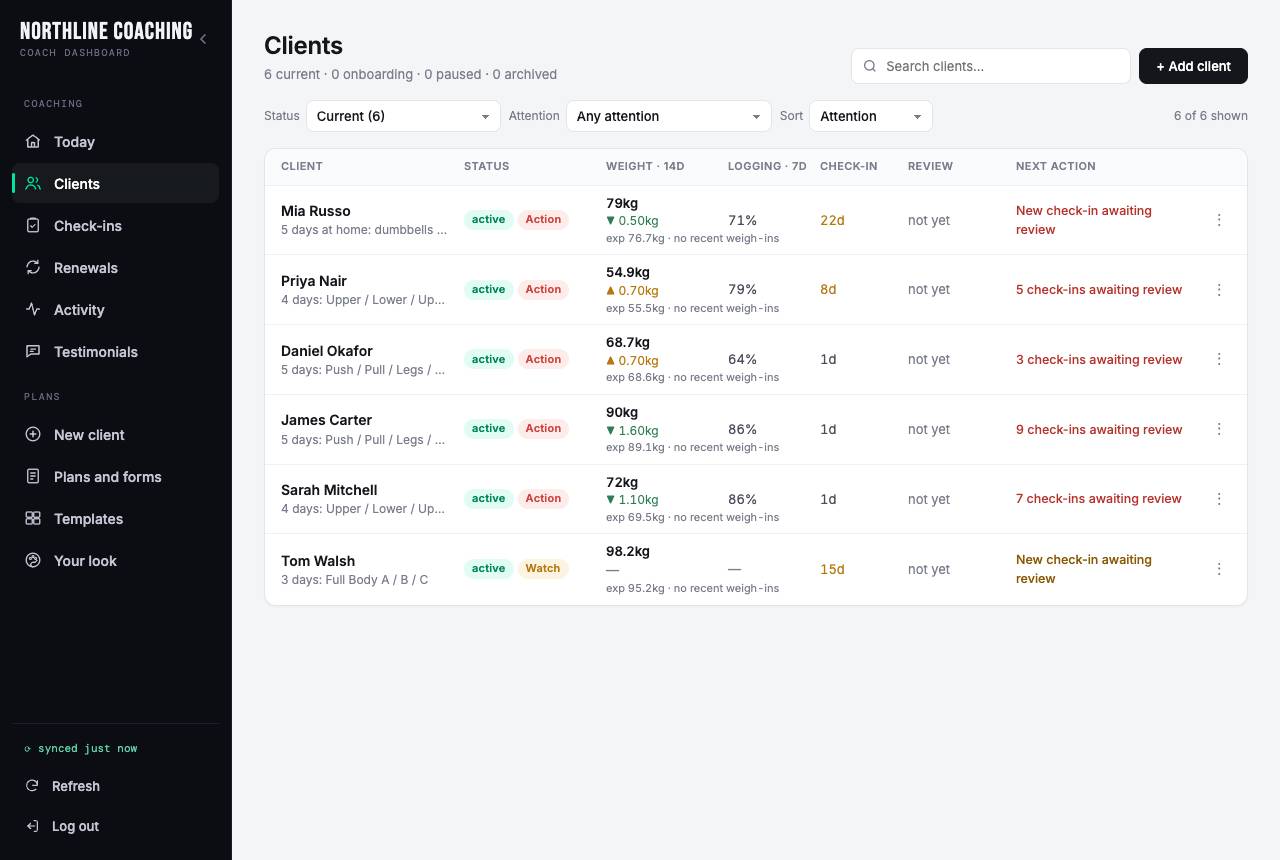 NORTHLINE COACHING
COACH DASHBOARD
COACHING
Today
Clients
Check-ins
Renewals
Activity
Testimonials
PLANS
New client
Plans and forms
Templates
Your look
synced just now
Refresh
Log out
Clients
6 current · 0 onboarding · 0 paused · 0 archived
Search clients...
+ Add client
Status Current (6) Attention Any attention Sort Attention 6 of 6 shown
CLIENT STATUS WEIGHT · 14D LOGGING · 7D CHECK-IN REVIEW NEXT ACTION
Mia Russo
5 days at home: dumbbells ...
active Action
79kg
▼ 0.50kg
exp 76.7kg · no recent weigh-ins
71%
22d
not yet
New check-in awaiting
review
Priya Nair
4 days: Upper / Lower / Up...
active Action
54.9kg
▲ 0.70kg
exp 55.5kg · no recent weigh-ins
79%
8d
not yet
5 check-ins awaiting review
Daniel Okafor
5 days: Push / Pull / Legs / ...
active Action
68.7kg
▲ 0.70kg
exp 68.6kg · no recent weigh-ins
64%
1d
not yet
3 check-ins awaiting review
James Carter
5 days: Push / Pull / Legs / ...
active Action
90kg
▼ 1.60kg
exp 89.1kg · no recent weigh-ins
86%
1d
not yet
9 check-ins awaiting review
Sarah Mitchell
4 days: Upper / Lower / Up...
active Action
72kg
▼ 1.10kg
exp 69.5kg · no recent weigh-ins
86%
1d
not yet
7 check-ins awaiting review
Tom Walsh
3 days: Full Body A / B / C
active Watch
98.2kg
—
exp 95.2kg · no recent weigh-ins
—
15d
not yet
New check-in awaiting
review